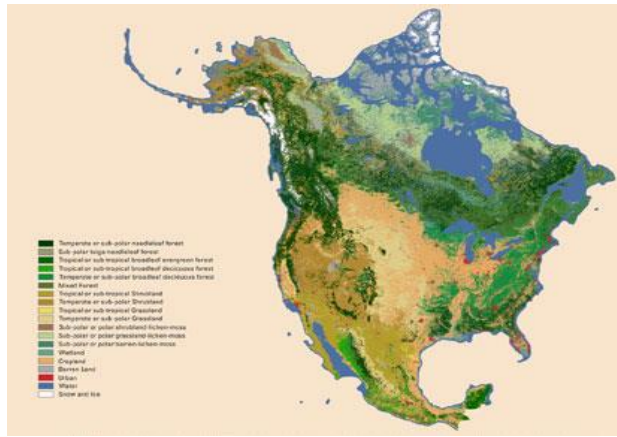 Temperate or sub-polar needleleaf forest
Sub-polar taiga needleleaf forest
Tropical or sub-tropical broadleaf evergreen forest
Tropical or sub-tropical broadleaf deciduous forest
Temperate or sub-polar broadleaf deciduous forest
Mixed Forest
Tropical or sub-tropical Shrubland
Temperate or sub-polar Shrubland
Tropical or sub-tropical Grassland
Temperate or sub-polar Grassland
Sub-polar or polar shrubland-lichen-moss
Sub-polar or polar grassland-lichen-moss
Sub-polar or polar barren-lichen-moss
Wetland
Cropland
Barren Land
Urban
Water
Snow and Ice